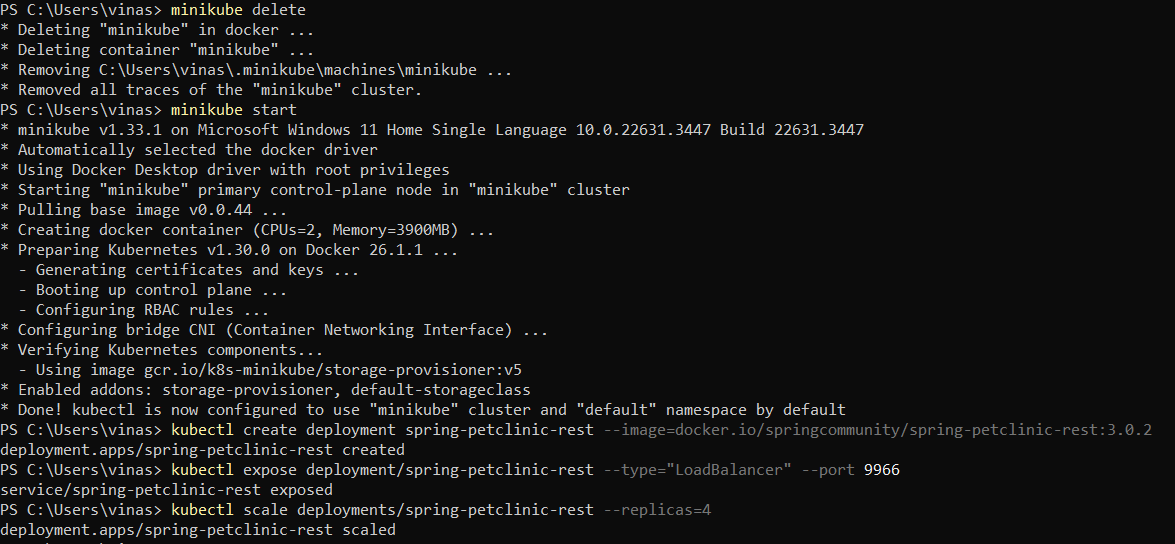 PS C:\Users\vinas> minikube delete
* Deleting "minikube" in docker ...
* Deleting container "minikube" ...
* Removing C:\Users\vinas\.minikube\machines\minikube ...
* Removed all traces of the "minikube" cluster.
PS C:\Users\vinas> minikube start
* minikube v1.33.1 on Microsoft Windows 11 Home Single Language 10.0.22631.3447 Build 22631.3447
* Automatically selected the docker driver
* Using Docker Desktop driver with root privileges
* Starting "minikube" primary control-plane node in "minikube" cluster
* Pulling base image v0.0.44 ...
* Creating docker container (CPUs=2, Memory=3900MB) ...
* Preparing Kubernetes v1.30.0 on Docker 26.1.1 ...
  - Generating certificates and keys ...
  - Booting up control plane ...
  - Configuring RBAC rules ...
* Configuring bridge CNI (Container Networking Interface) ...
* Verifying Kubernetes components...
  - Using image gcr.io/k8s-minikube/storage-provisioner:v5
* Enabled addons: storage-provisioner, default-storageclass
* Done! kubectl is now configured to use "minikube" cluster and "default" namespace by default
PS C:\Users\vinas> kubectl create deployment spring-petclinic-rest --image=docker.io/springcommunity/spring-petclinic-rest:3.0.2
deployment.apps/spring-petclinic-rest created
PS C:\Users\vinas> kubectl expose deployment/spring-petclinic-rest --type="LoadBalancer" --port 9966
service/spring-petclinic-rest exposed
PS C:\Users\vinas> kubectl scale deployments/spring-petclinic-rest --replicas=4
deployment.apps/spring-petclinic-rest scaled